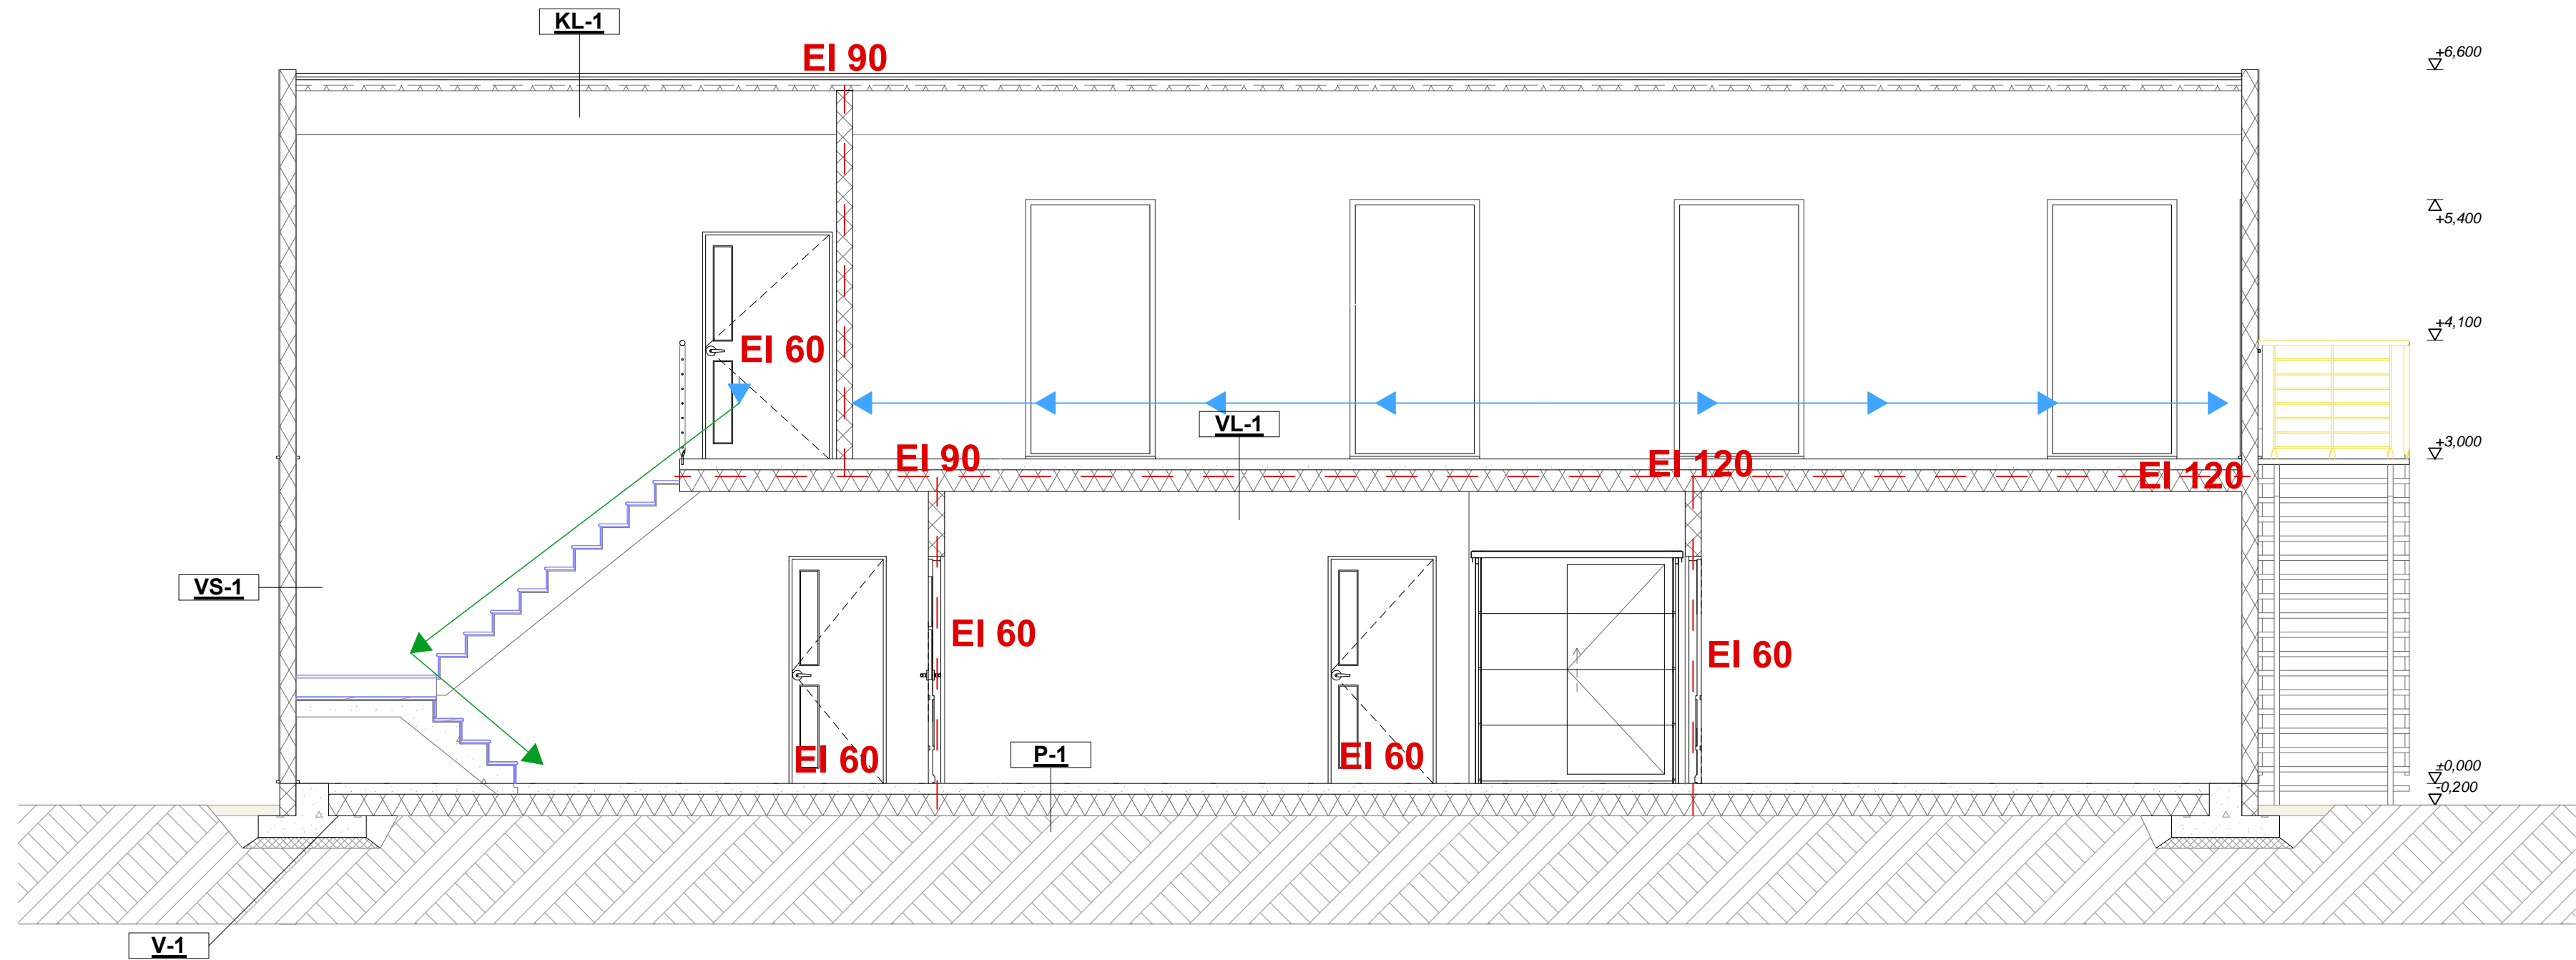 KL-1
EI 90
+6,600
+5,400
+4,100
EI 60
VL-1
+3,000
EI 90
EI 120
EI 120
VS-1
EI 60
EI 60
EI 60
EI 60
P-1
±0,000
-0,200
V-1